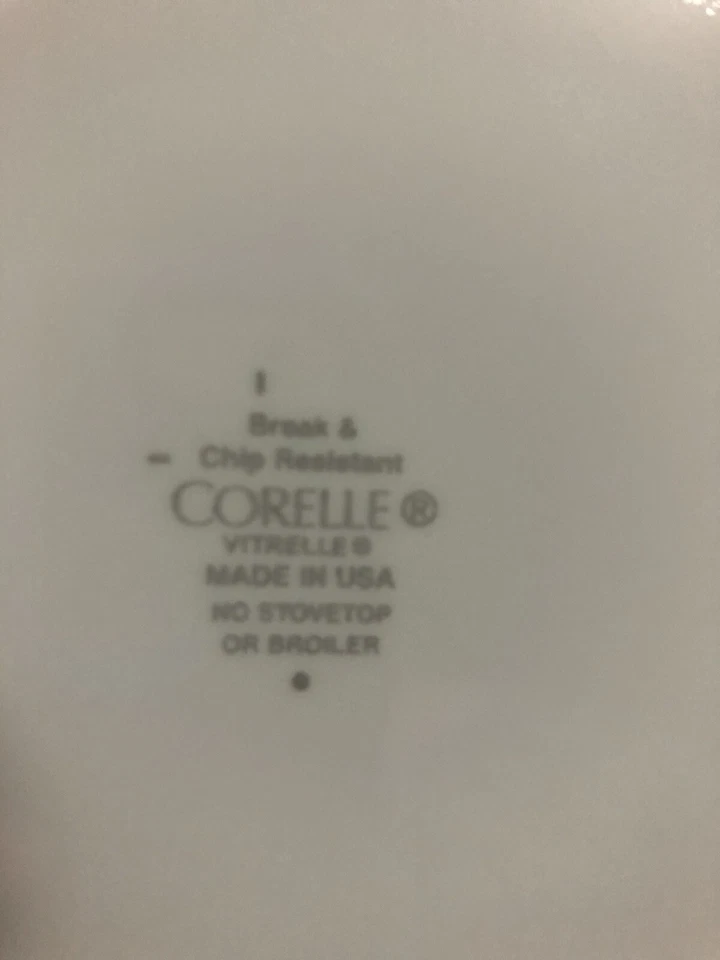 Break &
Chip Resistant
CORELLE®
VITRELLE®
MADE IN USA
NO STOVETOP
OR BROILER